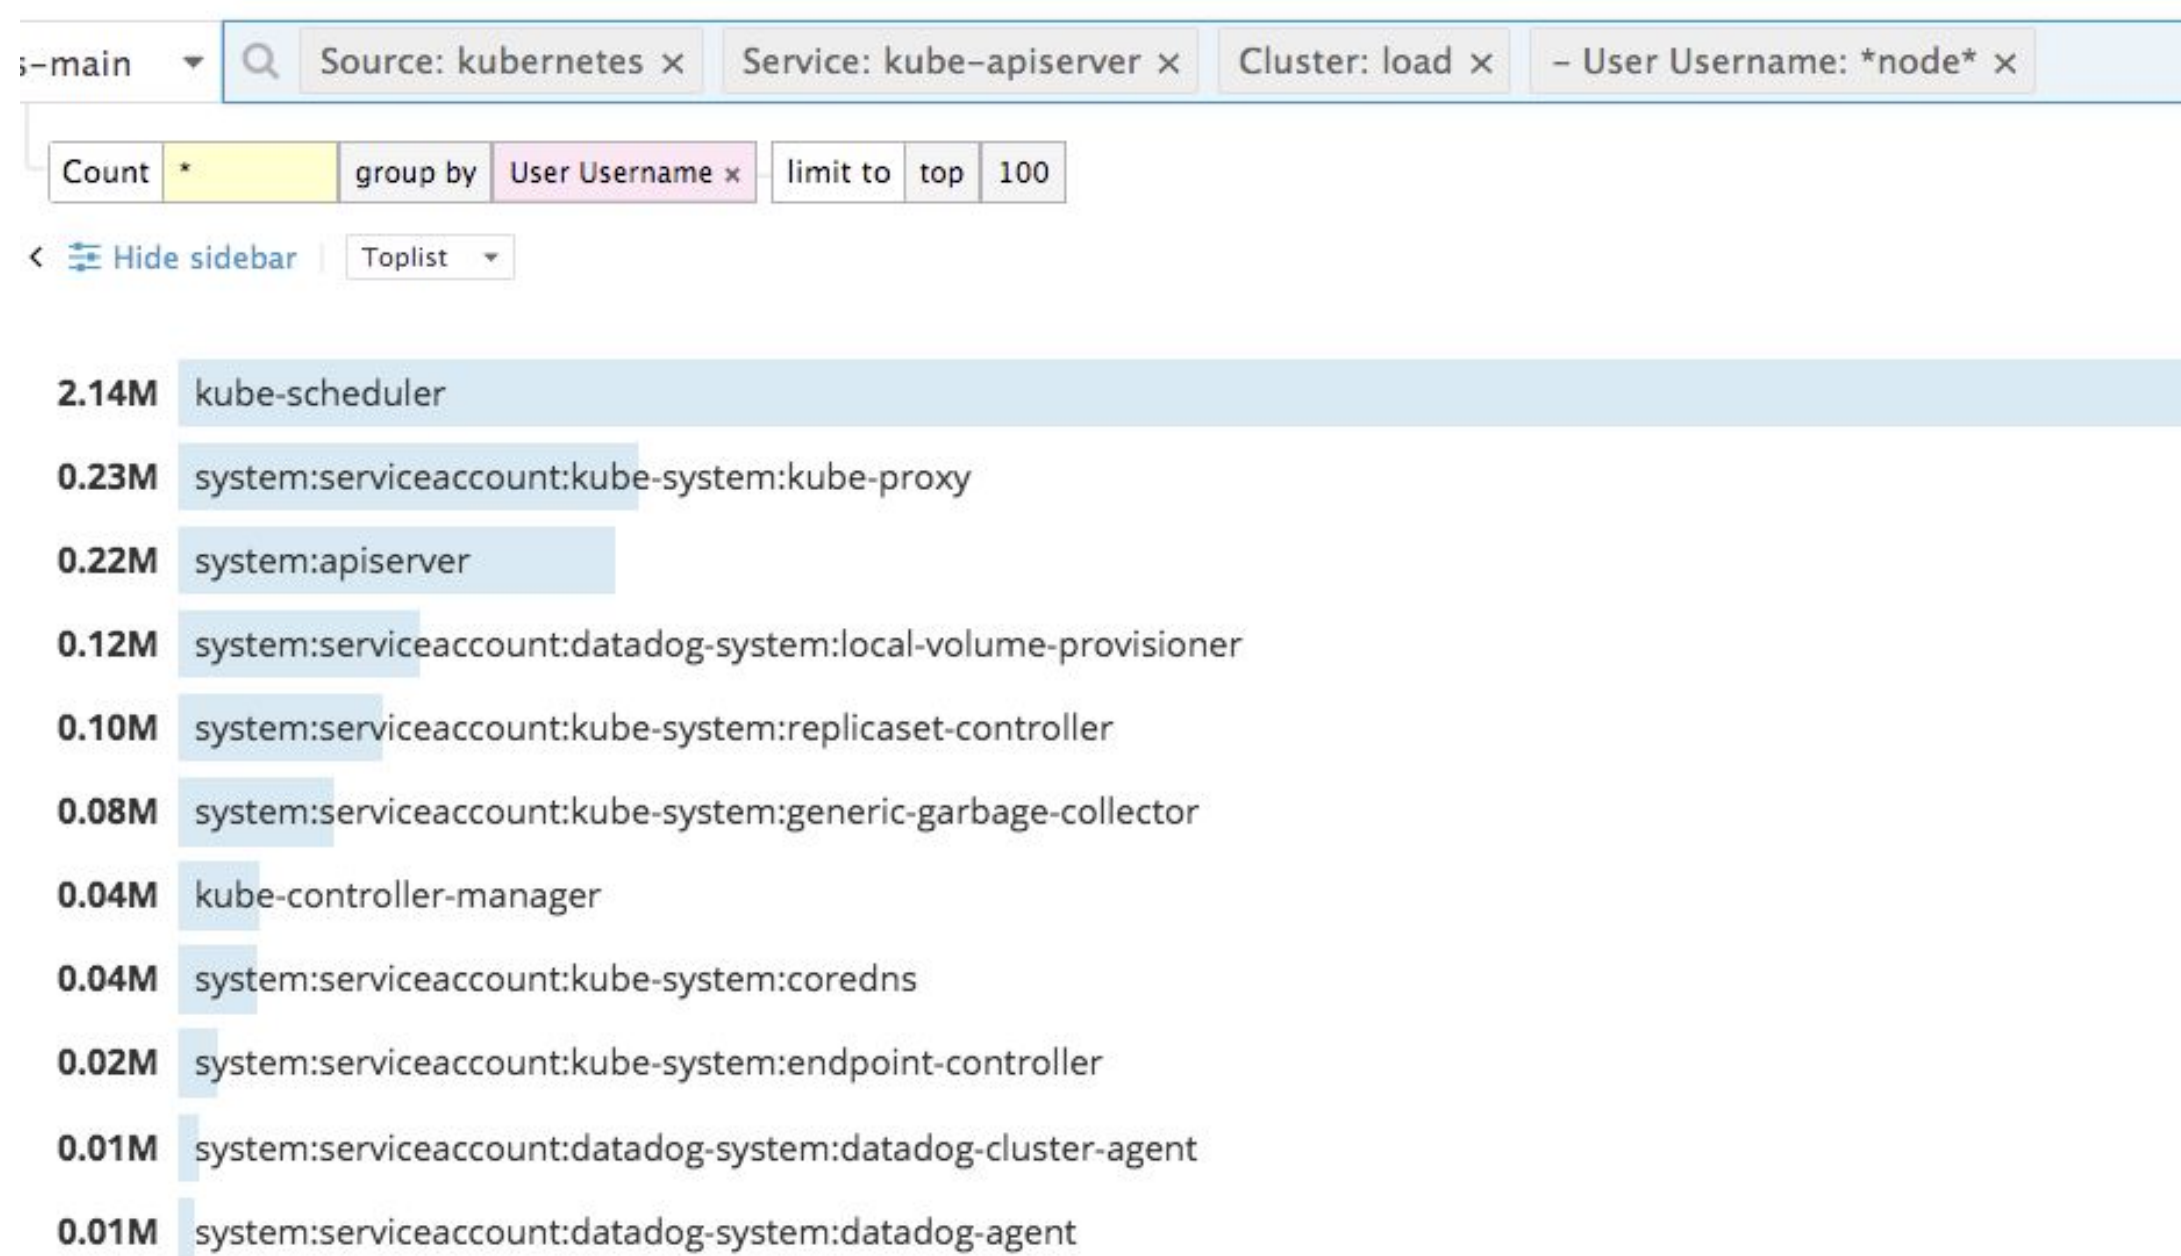 -main Source: kubernetes × Service: kube-apiserver × Cluster: load × - User Username: *node* ×
Count * group by User Username × limit to top 100
< Hide sidebar Toplist
2.14M kube-scheduler
0.23M system:serviceaccount:kube-system:kube-proxy
0.22M system:apiserver
0.12M system:serviceaccount:datadog-system:local-volume-provisioner
0.10M system:serviceaccount:kube-system:replicaset-controller
0.08M system:serviceaccount:kube-system:generic-garbage-collector
0.04M kube-controller-manager
0.04M system:serviceaccount:kube-system:coredns
0.02M system:serviceaccount:kube-system:endpoint-controller
0.01M system:serviceaccount:datadog-system:datadog-cluster-agent
0.01M system:serviceaccount:datadog-system:datadog-agent